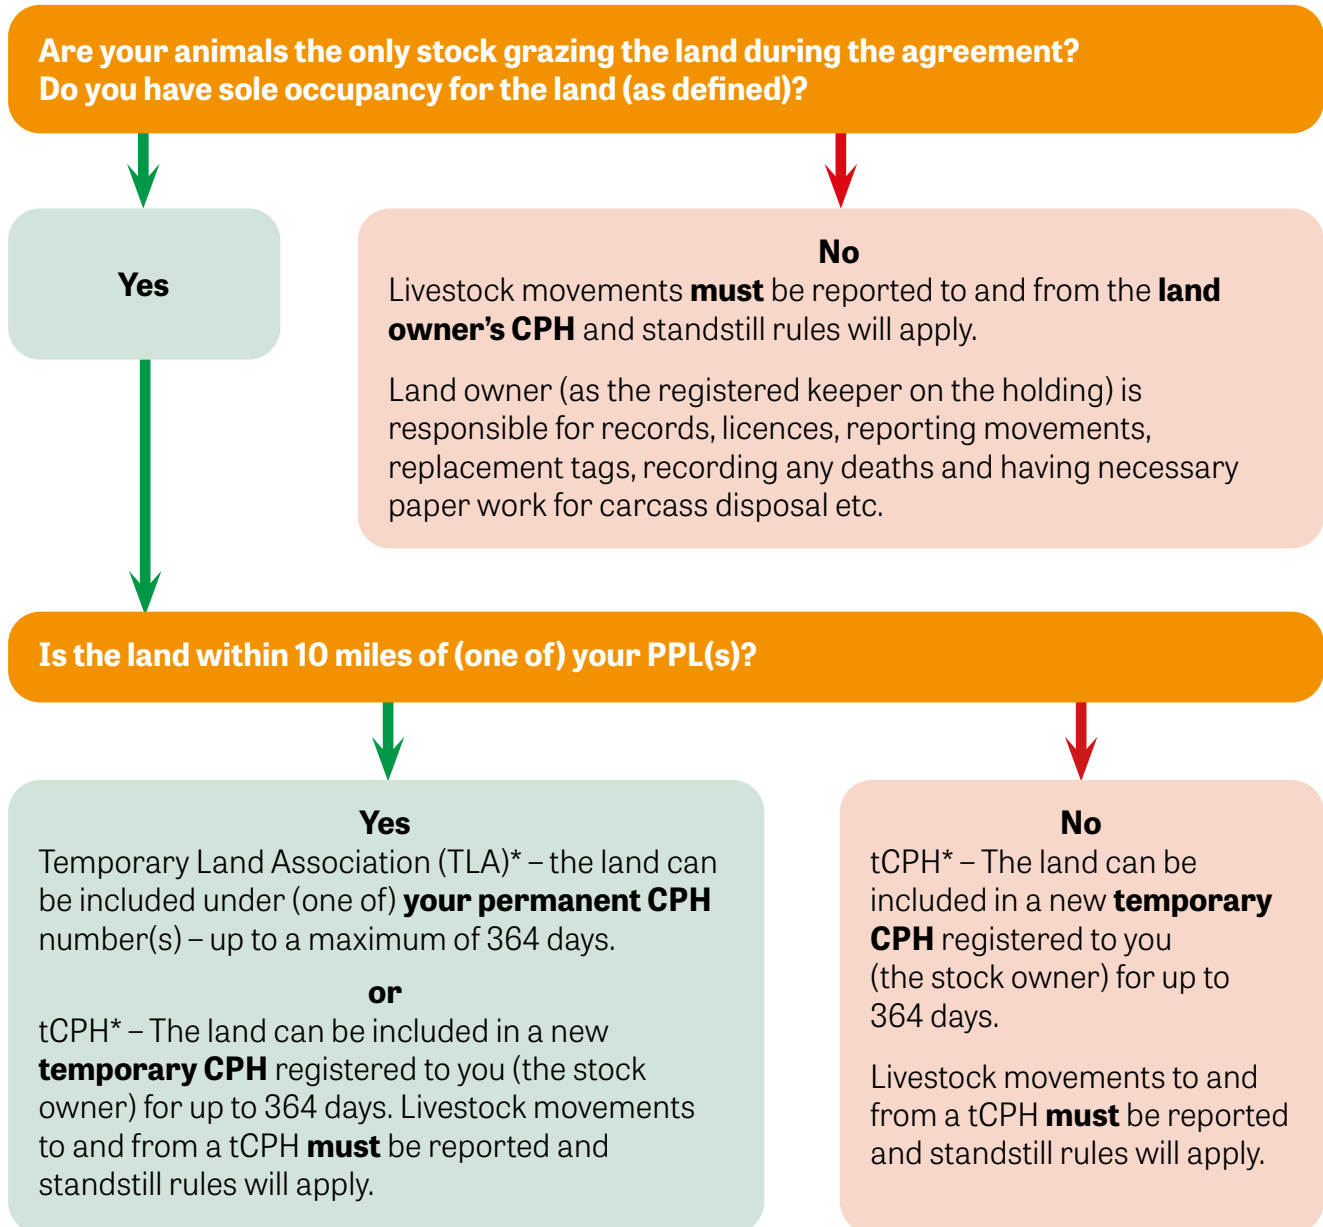 Are your animals the only stock grazing the land during the agreement?
Do you have sole occupancy for the land (as defined)?
Yes
No
Livestock movements must be reported to and from the land
owner's CPH and standstill rules will apply.
Land owner (as the registered keeper on the holding) is
responsible for records, licences, reporting movements,
replacement tags, recording any deaths and having necessary
paper work for carcass disposal etc.
Is the land within 10 miles of (one of) your PPL(s)?
Yes
Temporary Land Association (TLA)* – the land can
be included under (one of) your permanent CPH
number(s) – up to a maximum of 364 days.
or
tCPH* – The land can be included in a new
temporary CPH registered to you (the stock
owner) for up to 364 days. Livestock movements
to and from a tCPH must be reported and
standstill rules will apply.
No
tCPH* – The land can be
included in a new temporary
CPH registered to you
(the stock owner) for up to
364 days.
Livestock movements to and
from a tCPH must be reported
and standstill rules will apply.